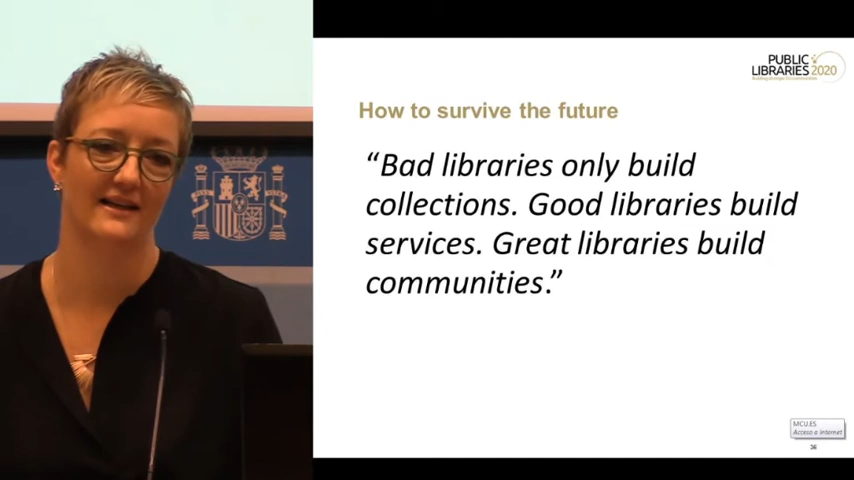 PUBLIC
LIBRARIES 2020
How to survive the future
“Bad libraries only build
collections. Good libraries build
services. Great libraries build
communities.”
MCU.ES
Acceso a Internet
36